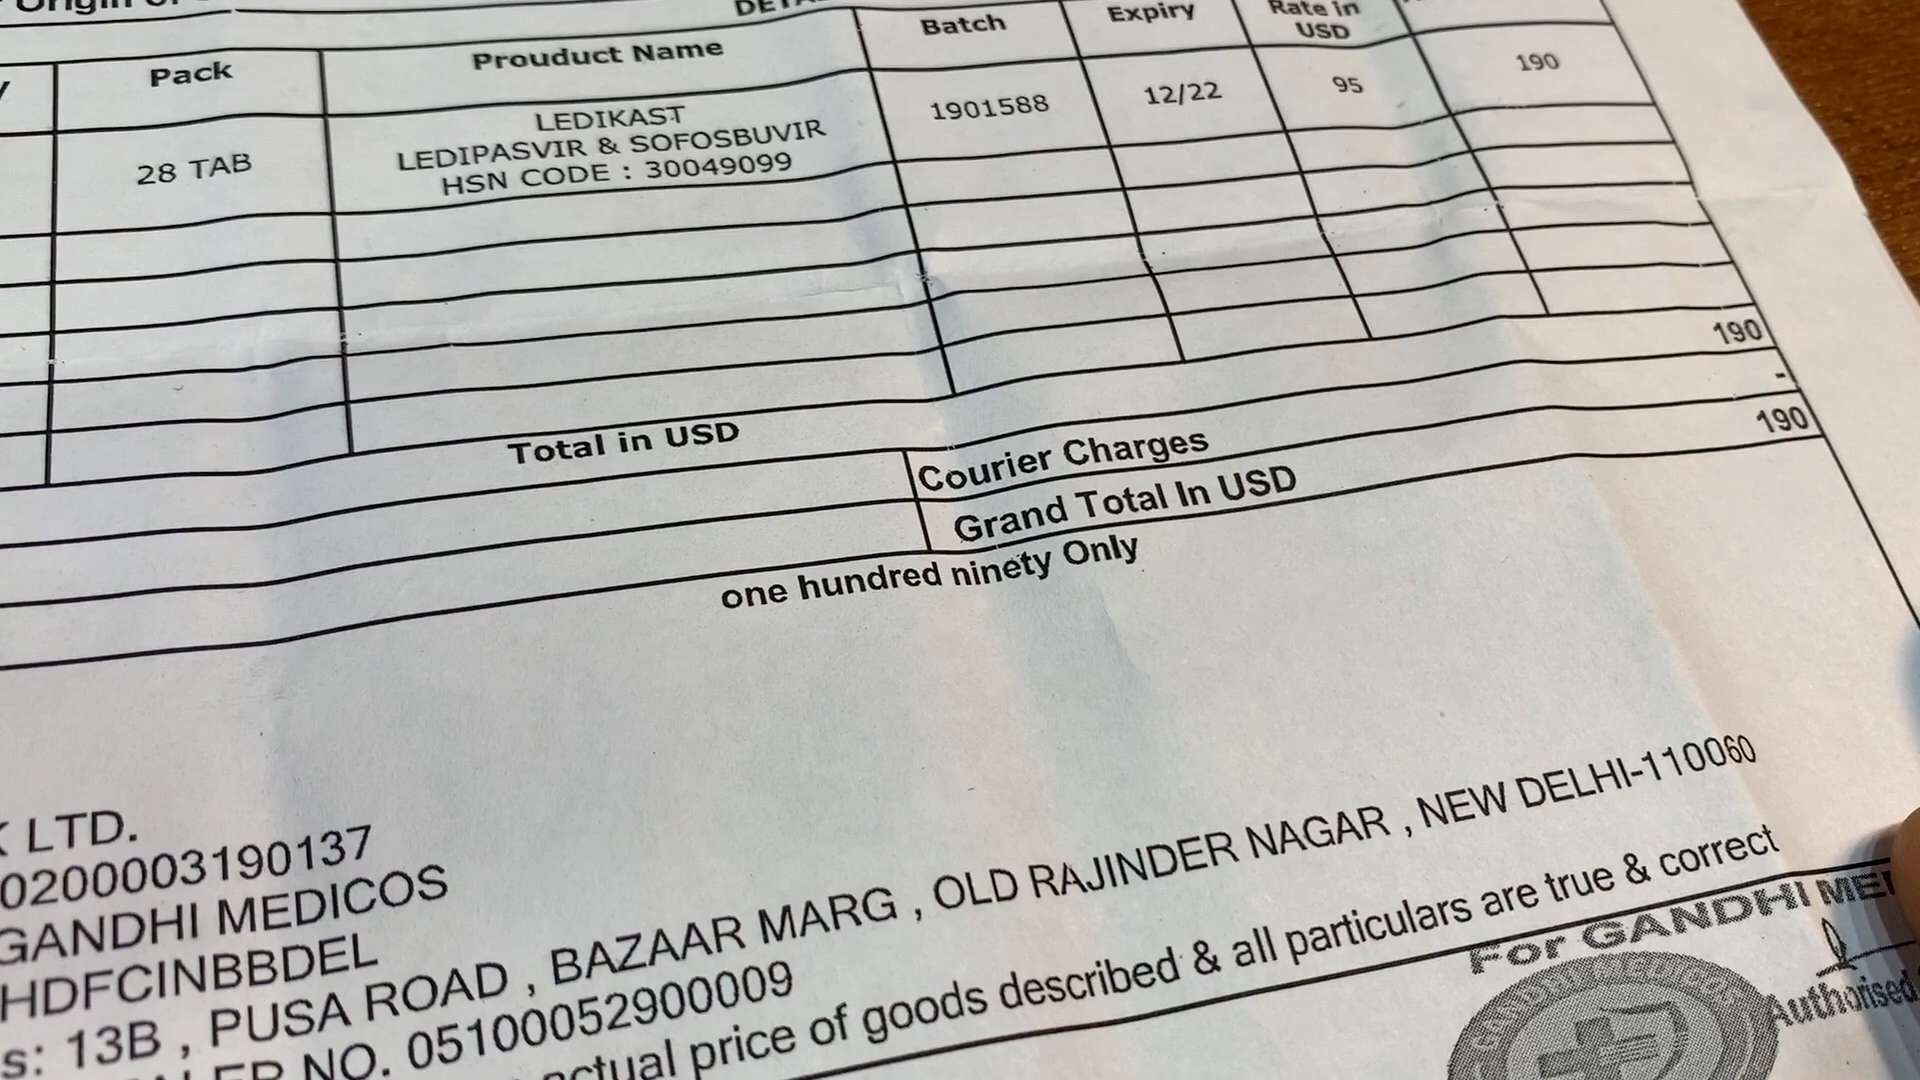 Origin
Pack
Prouduct Name
Batch
Expiry
Rate in
USD
28 TAB
LEDIKAST
LEDIPASVIR & SOFOSBUVIR
HSN CODE : 30049099
1901588
12/22
95
190
Total in USD
190
Courier Charges
-
Grand Total In USD
190
one hundred ninety Only
LTD.
0200003190137
GANDHI MEDICOS
HDFCINBBDEL
s: 13B , PUSA ROAD , BAZAAR MARG , OLD RAJINDER NAGAR , NEW DELHI-110060
NO. 05100052900009
actual price of goods described & all particulars are true & correct
For GANDHI ME
Authorised